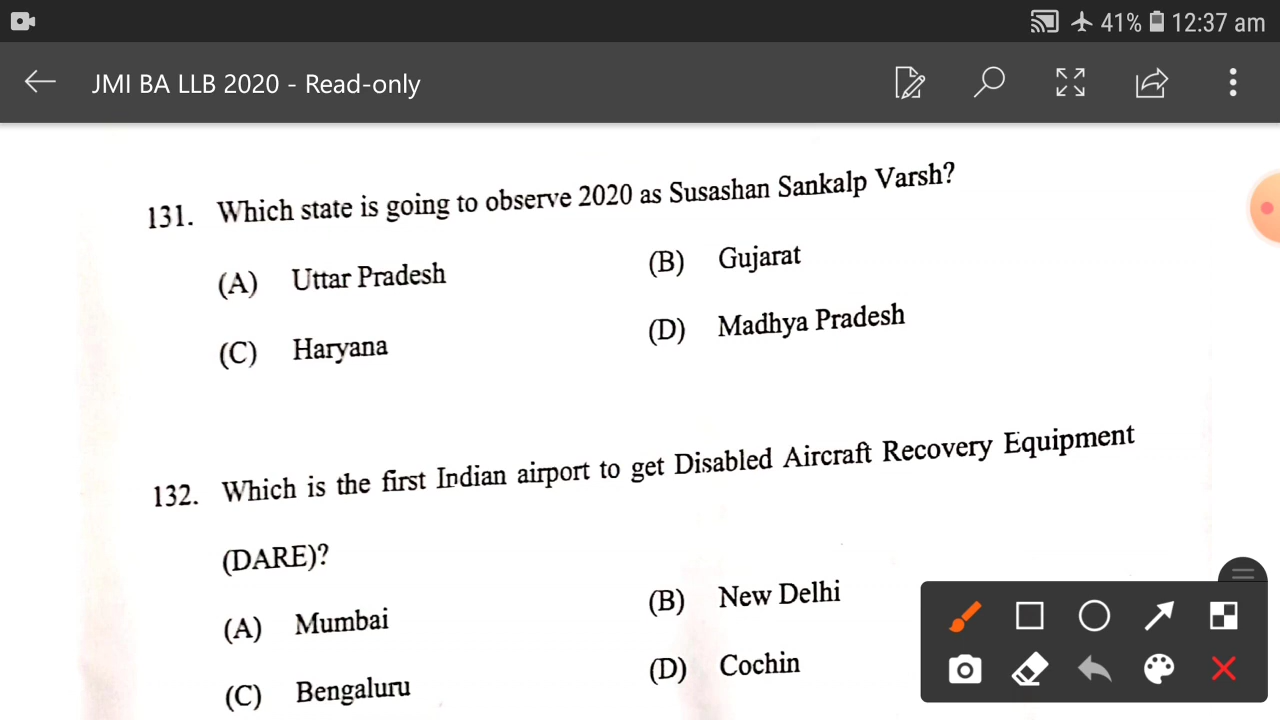 41% 12:37 am
JMI BA LLB 2020 - Read-only
131. Which state is going to observe 2020 as Susashan Sankalp Varsh?
(A) Uttar Pradesh (B) Gujarat
(C) Haryana (D) Madhya Pradesh
132. Which is the first Indian airport to get Disabled Aircraft Recovery Equipment
(DARE)?
(A) Mumbai (B) New Delhi
(C) Bengaluru (D) Cochin